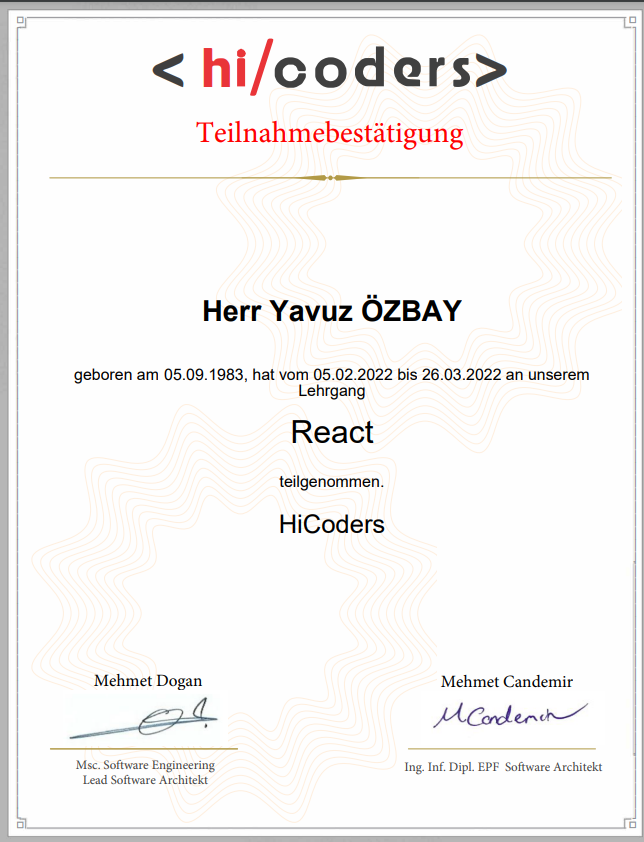 < hi/coders>
Teilnahmebestätigung
Herr Yavuz ÖZBAY
geboren am 05.09.1983, hat vom 05.02.2022 bis 26.03.2022 an unserem
Lehrgang
React
teilgenommen.
HiCoders
Mehmet Dogan
Mehmet Candemir
MCandemir
Msc. Software Engineering
Lead Software Architekt
Ing. Inf. Dipl. EPF  Software Architekt